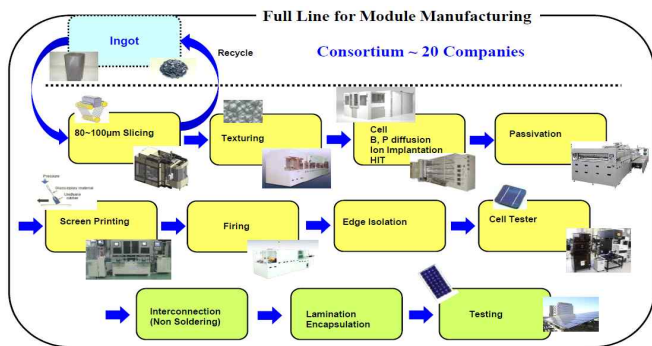 Full Line for Module Manufacturing
Ingot
Recycle
Consortium ~ 20 Companies
80~100μm Slicing
Texturing
Cell
B, P diffusion
Ion Implantation
HIT
Passivation
Pressure
Screen Printing
Firing
Edge Isolation
Cell Tester
Interconnection
(Non Soldering)
Lamination
Encapsulation
Testing